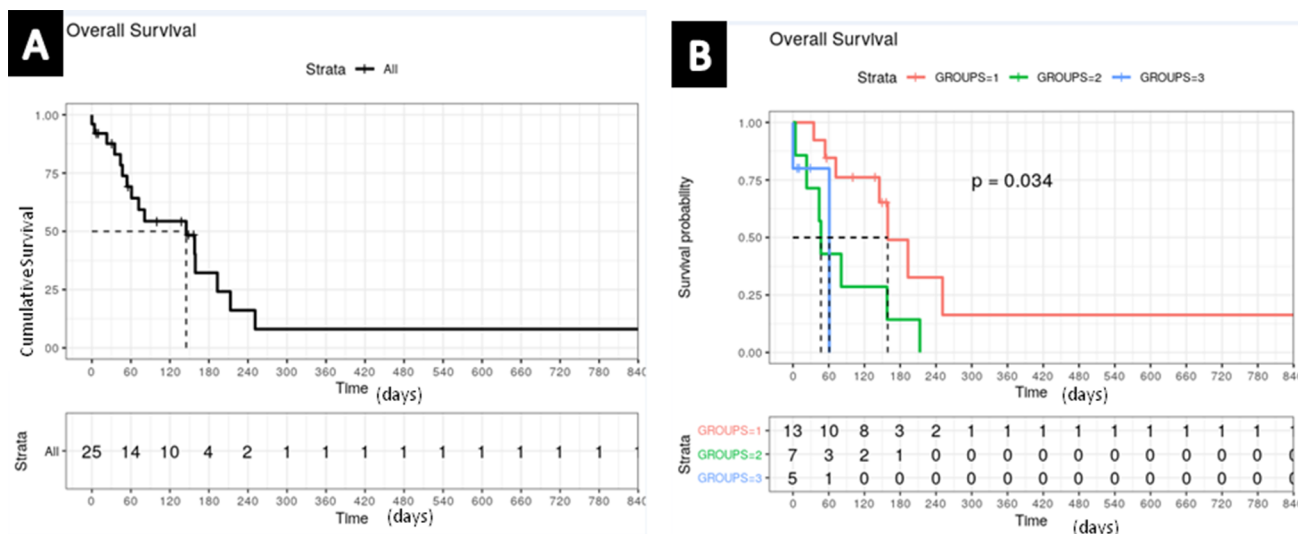 A
Overall Survival
Strata All
1.00
75
50
25
00
CumulativeSurvival
0 60 120 180 240 300 360 420 480 540 600 660 720 780 840
Time (days)
Strata
All 25 14 10 4 2 1 1 1 1 1 1 1 1 1 1
0 60 120 180 240 300 360 420 480 540 600 660 720 780 840
Time (days)
B
Overall Survival
Strata GROUPS=1 GROUPS=2 GROUPS=3
1.00
0.75
0.50
0.25
0.00
Survival probability
p = 0.034
0 60 120 180 240 300 360 420 480 540 600 660 720 780 840
Time (days)
Strata
GROUPS=1 13 10 8 3 2 1 1 1 1 1 1 1 1 1 1
GROUPS=2 7 3 2 1 0 0 0 0 0 0 0 0 0 0 0
GROUPS=3 5 1 0 0 0 0 0 0 0 0 0 0 0 0 0
0 60 120 180 240 300 360 420 480 540 600 660 720 780 840
Time (days)